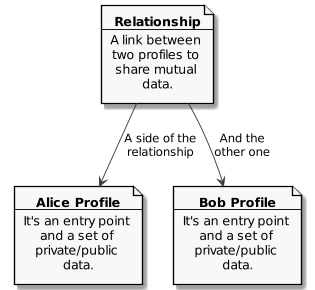 Relationship
A link between
two profiles to
share mutual
data.
A side of the
relationship
And the
other one
Alice Profile
It's an entry point
and a set of
private/public
data.
Bob Profile
It's an entry point
and a set of
private/public
data.